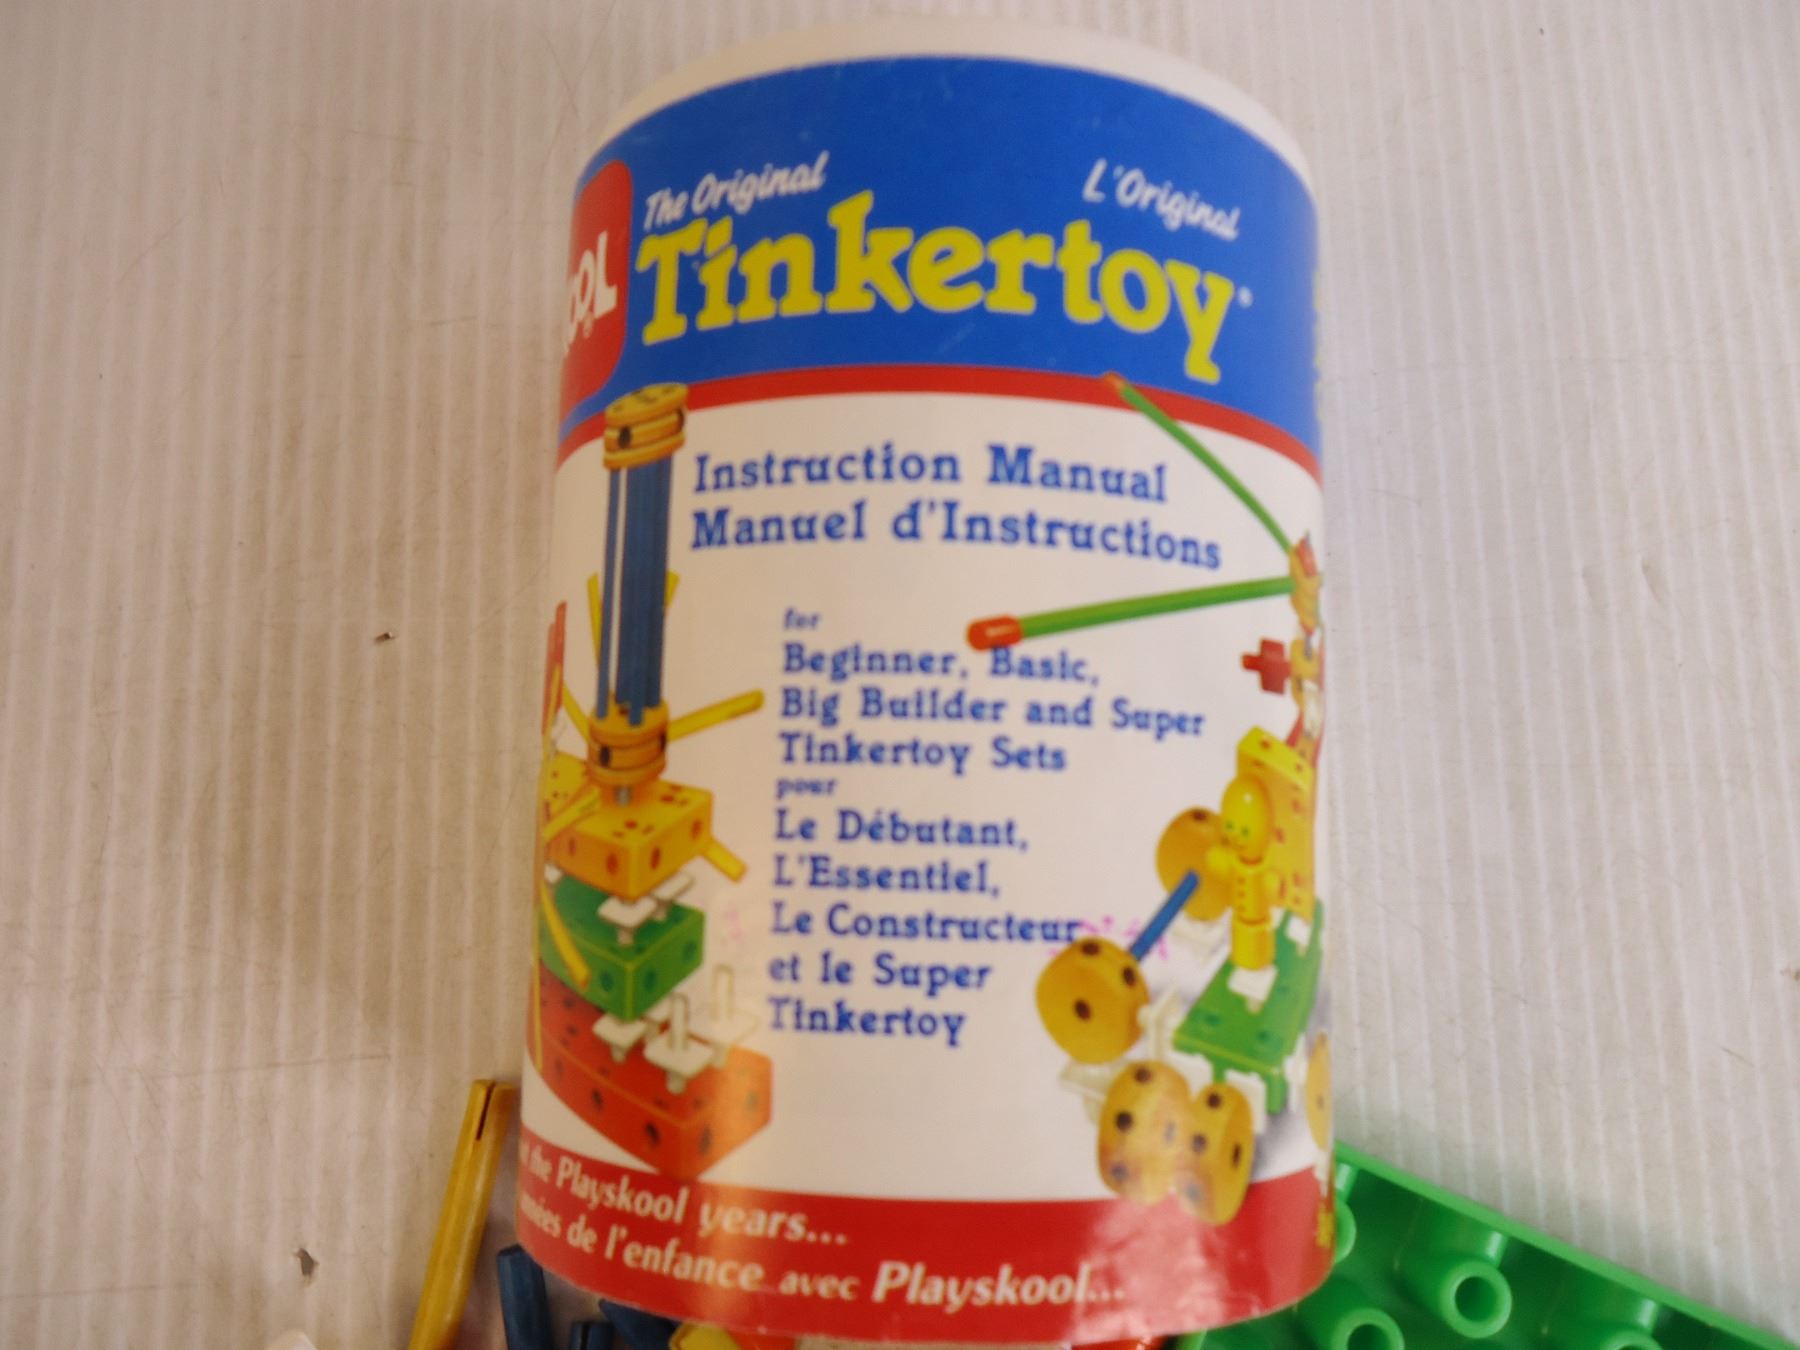 The Original
L'Original
OOL
Tinkertoy®
Instruction Manual
Manuel d'Instructions
for
Beginner, Basic,
Big Builder and Super
Tinkertoy Sets
pour
Le Débutant,
L'Essentiel,
Le Constructeur
et le Super
Tinkertoy
the Playskool years...
de l'enfance avec Playskool...